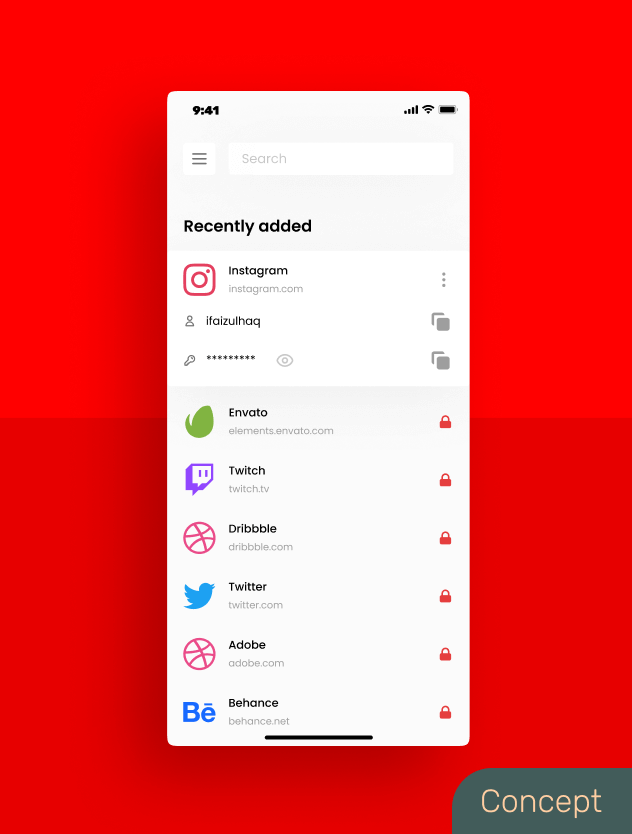 9:41
Search
Recently added
Instagram
instagram.com
ifaizulhaq
*********
Envato
elements.envato.com
Twitch
twitch.tv
Dribbble
dribbble.com
Twitter
twitter.com
Adobe
adobe.com
Bē
Behance
behance.net
Concept